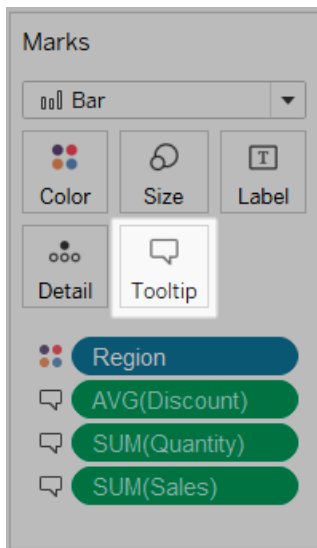 Marks
Bar
Color Size Label
Detail Tooltip
Region
AVG(Discount)
SUM(Quantity)
SUM(Sales)